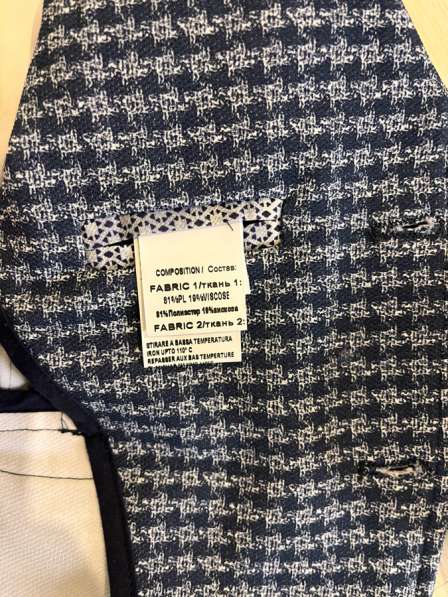 COMPOSITION / Состав:
FABRIC 1/ткань 1:
81%PL 19%VISCOSE
81%Полиэстер 19%вискоза
FABRIC 2/ткань 2:
STIRARE A BASSA TEMPERATURA
IRON UPTO 110° C
REPASSER AUX BAS TEMPERTURE